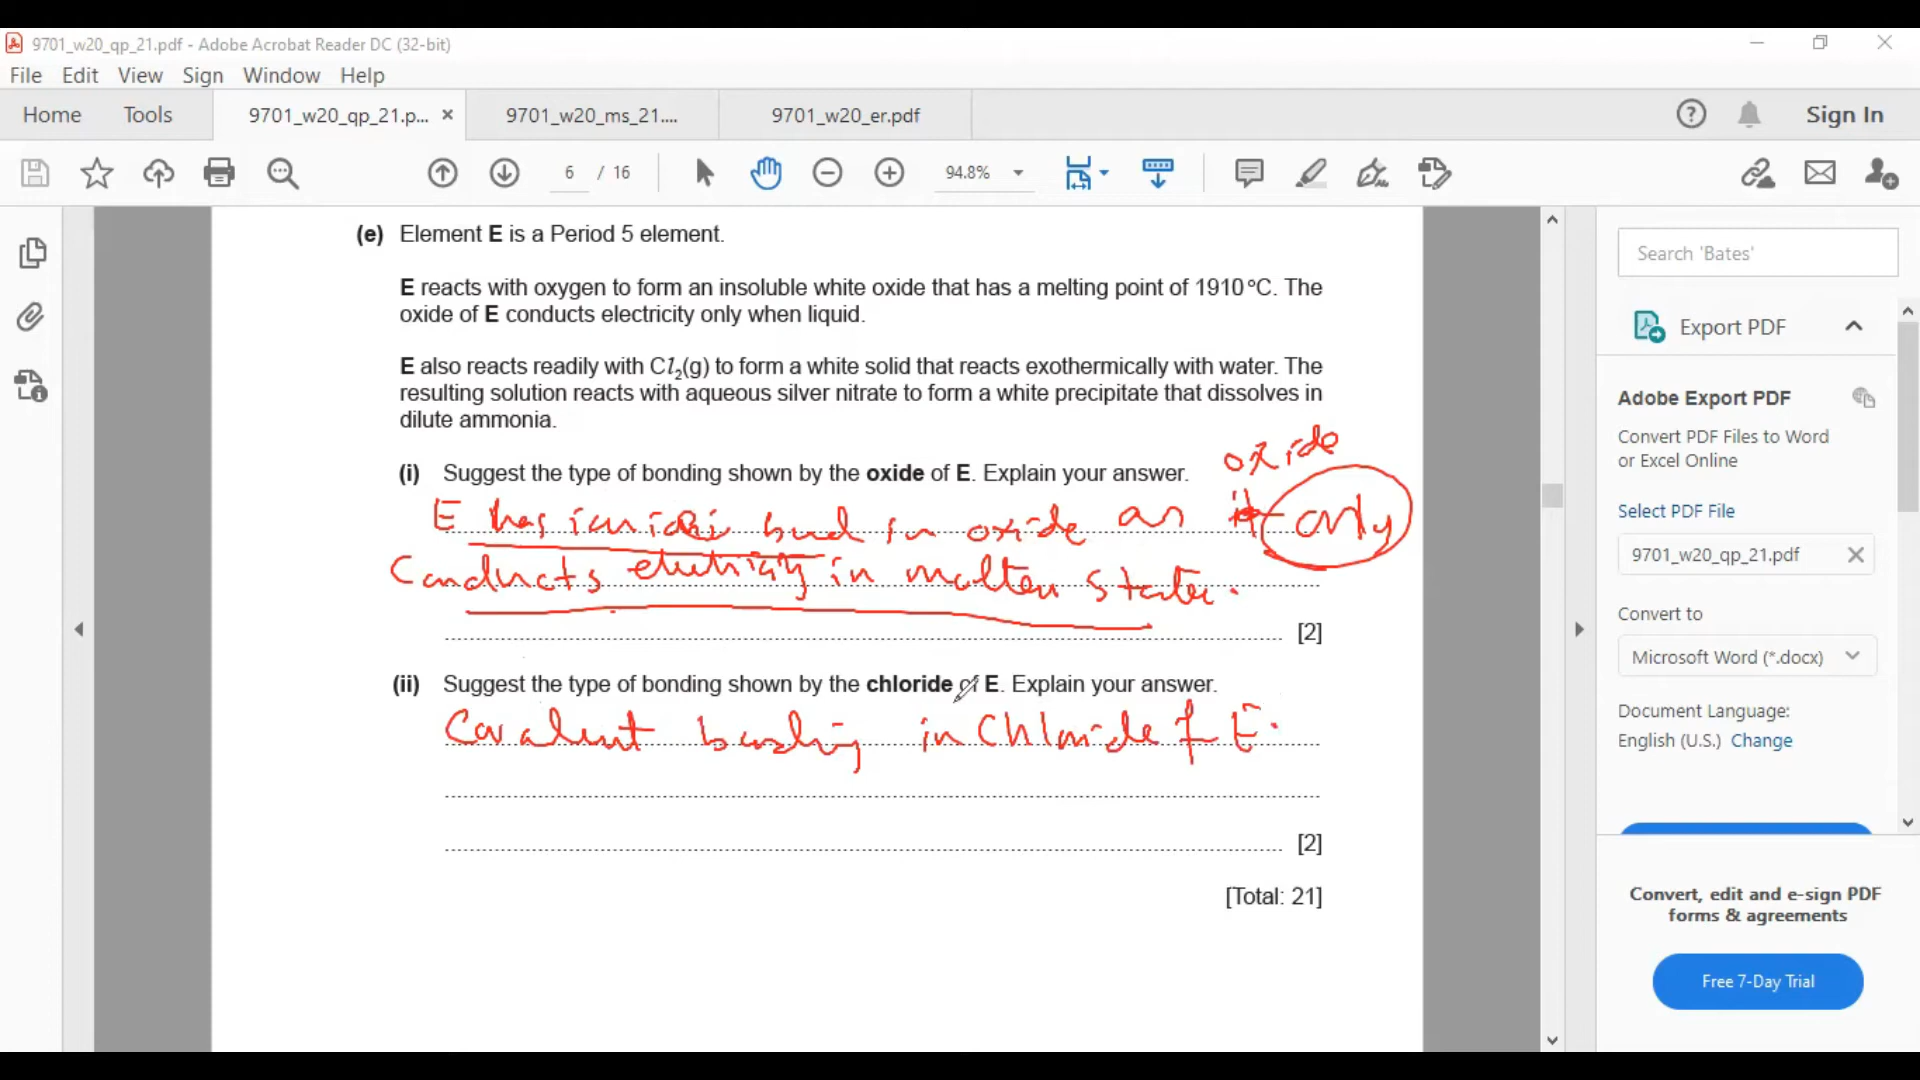 9701_w20_qp_21.pdf - Adobe Acrobat Reader DC (32-bit)
File Edit View Sign Window Help
Home Tools 9701_w20_qp_21.p... 9701_w20_ms_21.... 9701_w20_er.pdf Sign In
6 / 16 94.8%
(e) Element E is a Period 5 element.
E reacts with oxygen to form an insoluble white oxide that has a melting point of 1910 °C. The
oxide of E conducts electricity only when liquid.
E also reacts readily with Cl₂(g) to form a white solid that reacts exothermically with water. The
resulting solution reacts with aqueous silver nitrate to form a white precipitate that dissolves in
dilute ammonia.
oxide
(i) Suggest the type of bonding shown by the oxide of E. Explain your answer.
E has bond in oxide as it only
Conducts electricity in molten state.
[2]
(ii) Suggest the type of bonding shown by the chloride of E. Explain your answer.
Covalent bonding in Chloride of E.
[2]
[Total: 21]
Search 'Bates'
Export PDF
Adobe Export PDF
Convert PDF Files to Word
or Excel Online
Select PDF File
9701_w20_qp_21.pdf
Convert to
Microsoft Word (*.docx)
Document Language:
English (U.S.) Change
Convert, edit and e-sign PDF
forms & agreements
Free 7-Day Trial